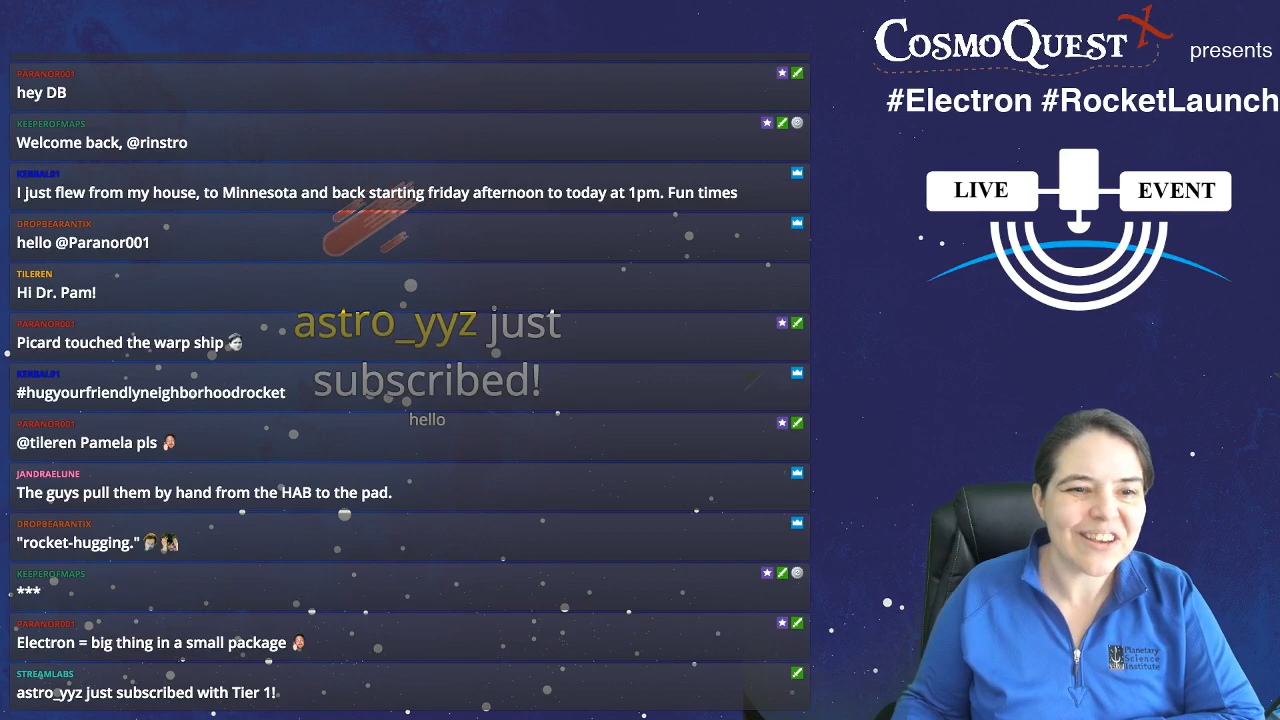 COSMOQUEST X presents
#Electron #RocketLaunch
LIVE EVENT
PARANOR001
hey DB
KEEPEROFMAPS
Welcome back, @rinstro
KERBAL01
I just flew from my house, to Minnesota and back starting friday afternoon to today at 1pm. Fun times
DROPBEARANTIX
hello @Paranor001
TILEREN
Hi Dr. Pam!
PARANOR001
Picard touched the warp ship
KERBAL01
#hugyourfriendlyneighborhoodrocket
PARANOR001
@tileren Pamela pls
JANDRAELUNE
The guys pull them by hand from the HAB to the pad.
DROPBEARANTIX
"rocket-hugging."
KEEPEROFMAPS
***
PARANOR001
Electron = big thing in a small package
STREAMLABS
astro_yyz just subscribed with Tier 1!
astro_yyz just
subscribed!
hello
Planetary
Science
Institute